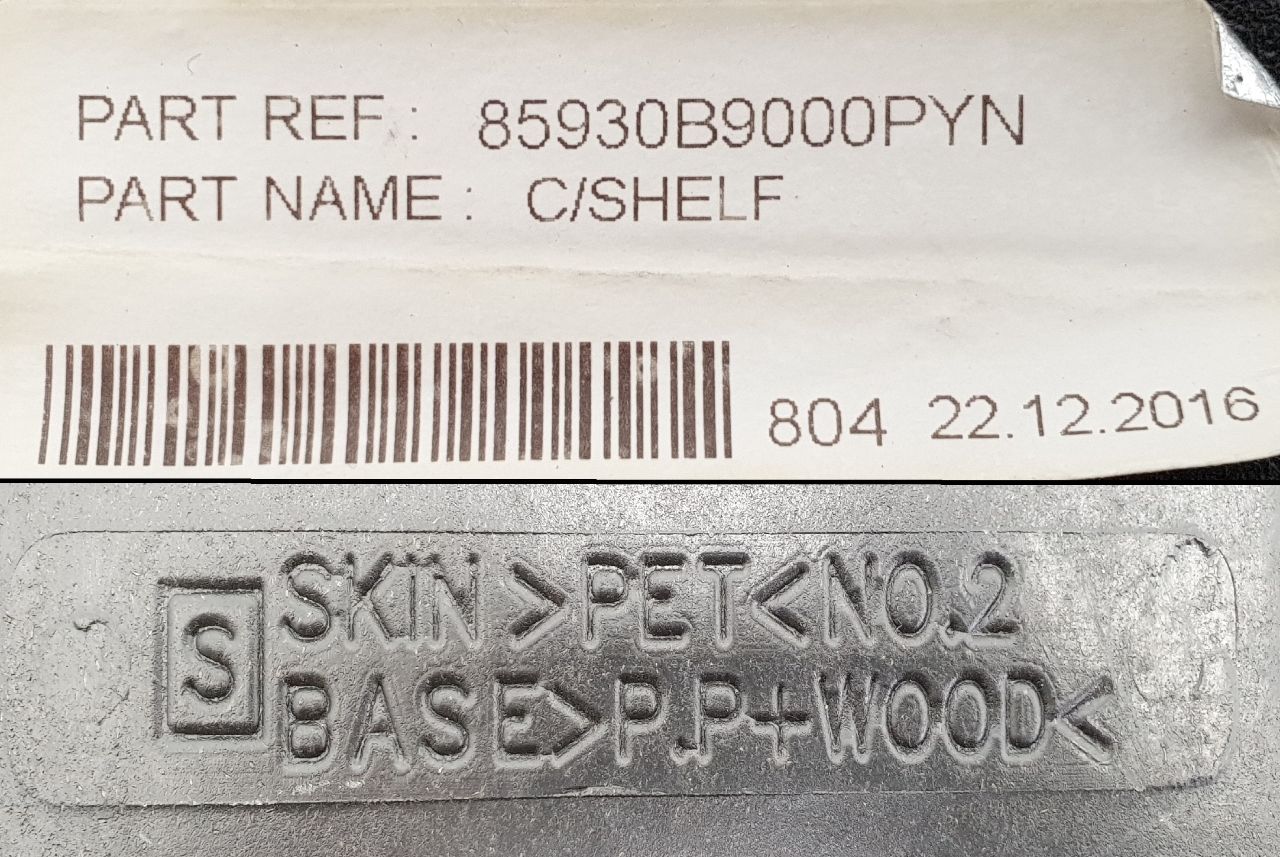 PART REF : 85930B9000PYN
PART NAME : C/SHELF
804 22.12.2016
S
SKIN >PET< NO.2
BASE >P.P+WOOD<